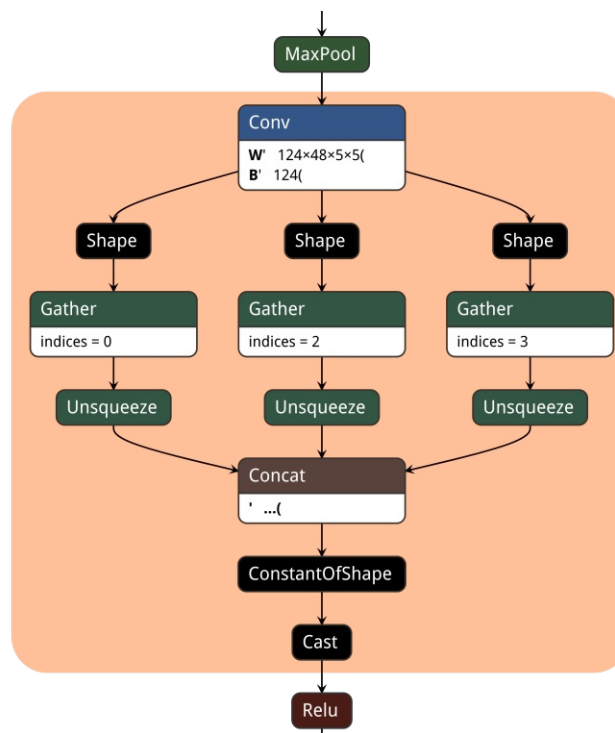 MaxPool
Conv
W' 124×48×5×5(
B' 124(
Shape Shape Shape
Gather Gather Gather
indices = 0 indices = 2 indices = 3
Unsqueeze Unsqueeze Unsqueeze
Concat
' ...(
ConstantOfShape
Cast
Relu